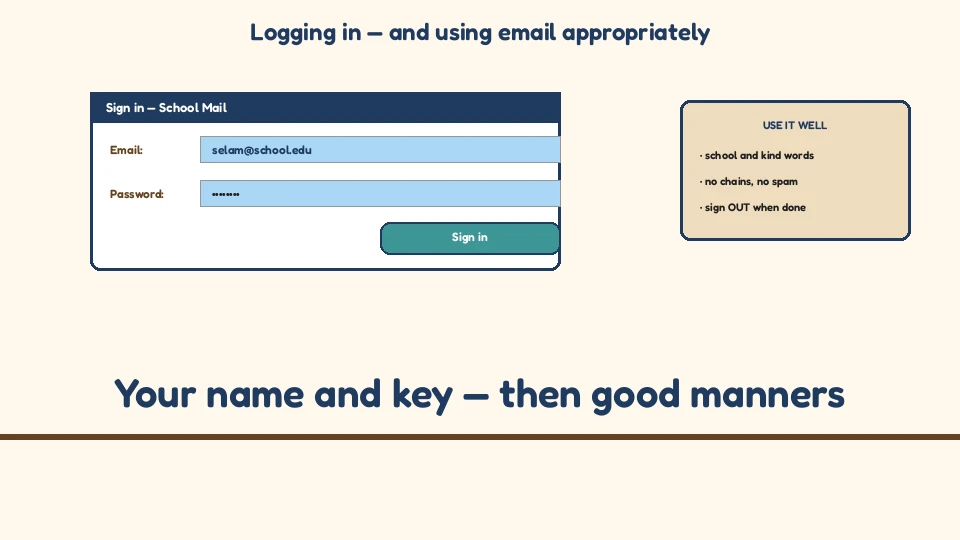 Logging in — and using email appropriately
Sign in — School Mail
Email: selam@school.edu
Password: ••••••••
Sign in
USE IT WELL
· school and kind words
· no chains, no spam
· sign OUT when done
Your name and key — then good manners